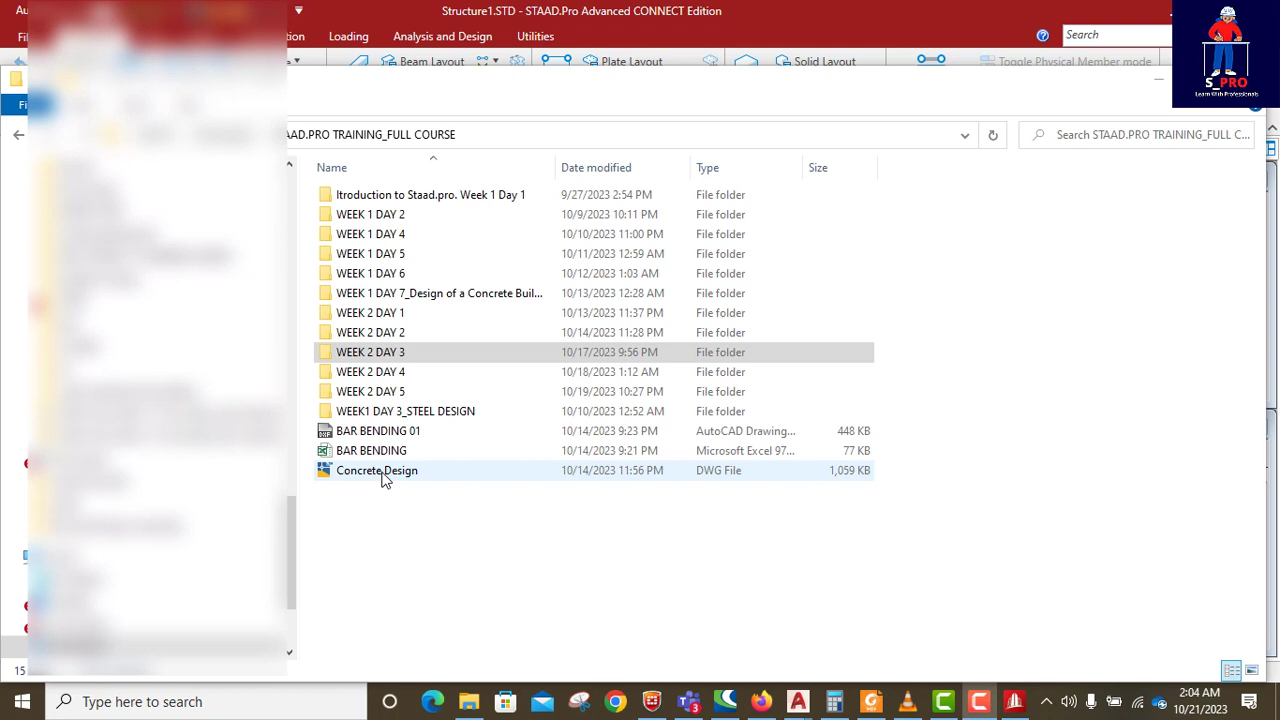 Au
Structure1.STD - STAAD.Pro Advanced CONNECT Edition
Loading
Analysis and Design
Utilities
Search
Beam Layout
Plate Layout
Solid Layout
Toggle Physical Member mode
S_PRO
Learn With Professionals
AAD.PRO TRAINING_FULL COURSE
Search STAAD.PRO TRAINING_FULL C...
Name Date modified Type Size
Itroduction to Staad.pro. Week 1 Day 1 9/27/2023 2:54 PM File folder
WEEK 1 DAY 2 10/9/2023 10:11 PM File folder
WEEK 1 DAY 4 10/10/2023 11:00 PM File folder
WEEK 1 DAY 5 10/11/2023 12:59 AM File folder
WEEK 1 DAY 6 10/12/2023 1:03 AM File folder
WEEK 1 DAY 7_Design of a Concrete Buil... 10/13/2023 12:28 AM File folder
WEEK 2 DAY 1 10/13/2023 11:37 PM File folder
WEEK 2 DAY 2 10/14/2023 11:28 PM File folder
WEEK 2 DAY 3 10/17/2023 9:56 PM File folder
WEEK 2 DAY 4 10/18/2023 1:12 AM File folder
WEEK 2 DAY 5 10/19/2023 10:27 PM File folder
WEEK1 DAY 3_STEEL DESIGN 10/10/2023 12:52 AM File folder
BAR BENDING 01 10/14/2023 9:23 PM AutoCAD Drawing... 448 KB
BAR BENDING 10/14/2023 9:21 PM Microsoft Excel 97... 77 KB
Concrete Design 10/14/2023 11:56 PM DWG File 1,059 KB
15
Type here to search
2:04 AM
10/21/2023